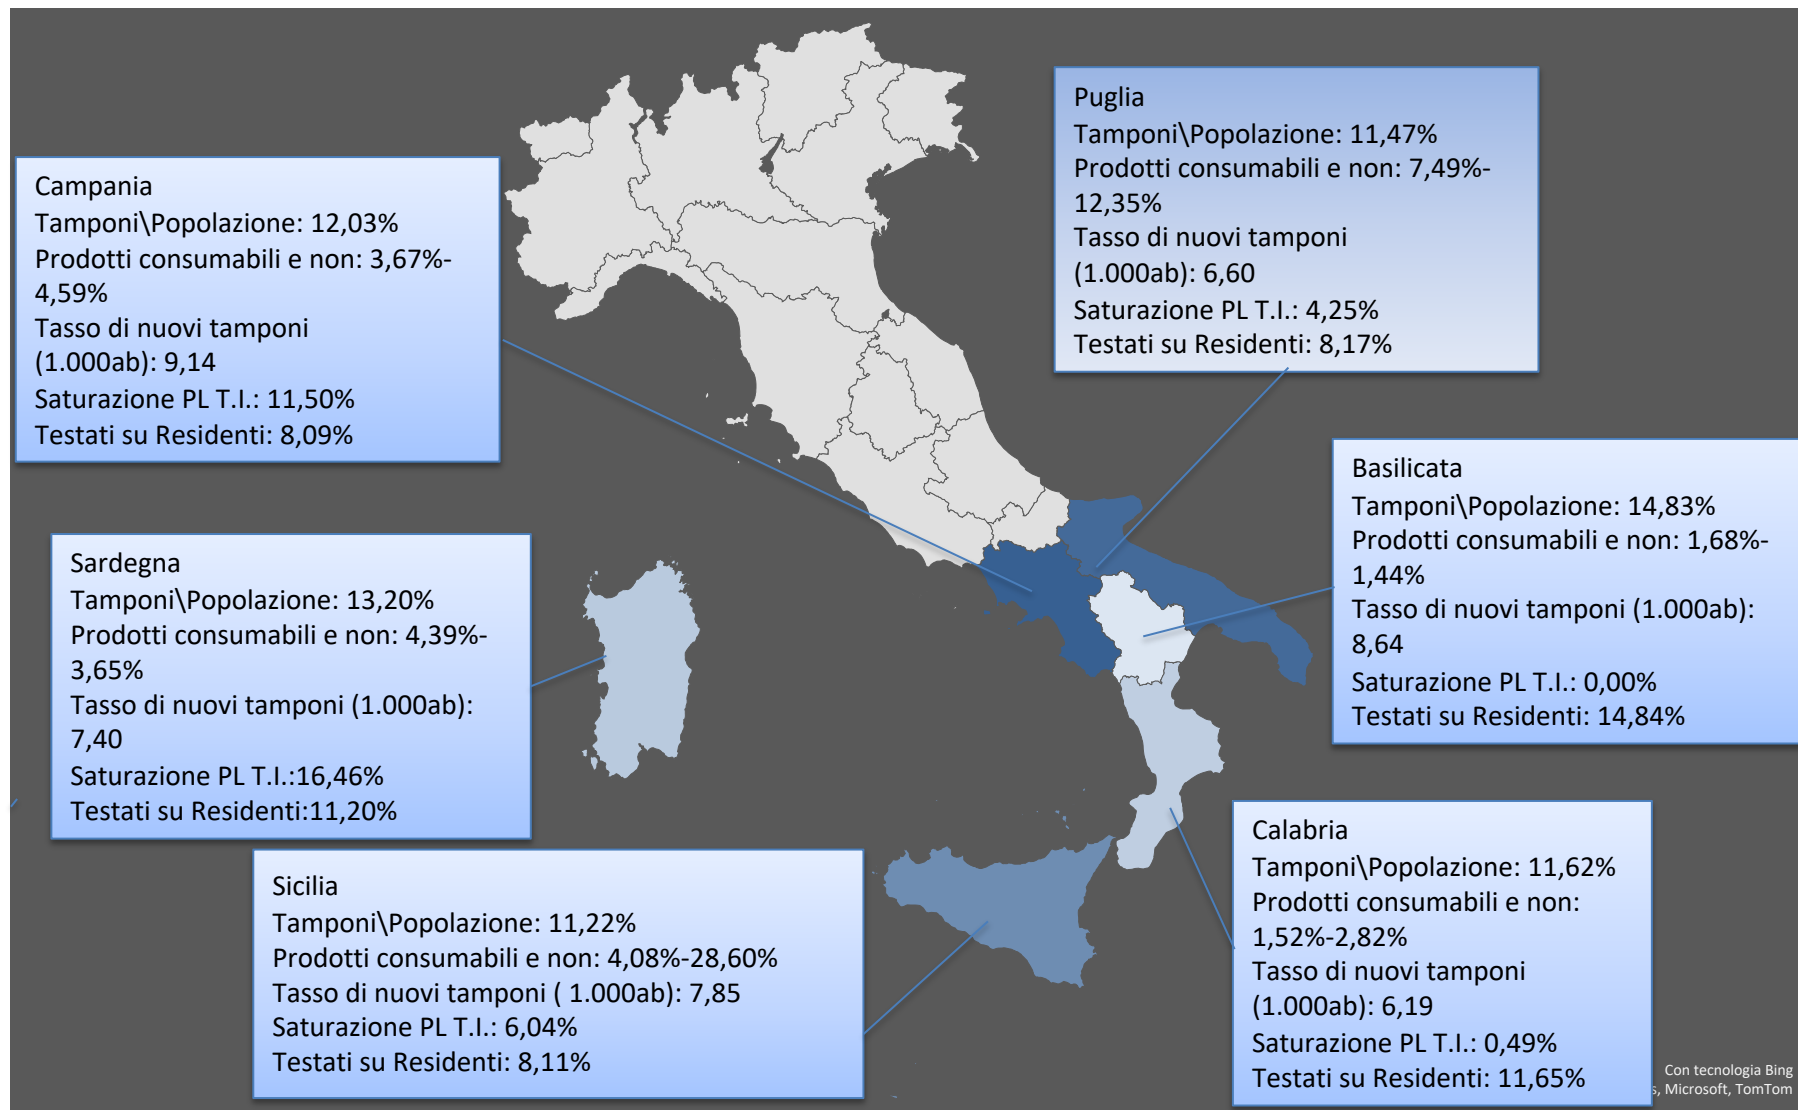 Campania
Tamponi\Popolazione: 12,03%
Prodotti consumabili e non: 3,67%-
4,59%
Tasso di nuovi tamponi
(1.000ab): 9,14
Saturazione PL T.I.: 11,50%
Testati su Residenti: 8,09%
Puglia
Tamponi\Popolazione: 11,47%
Prodotti consumabili e non: 7,49%-
12,35%
Tasso di nuovi tamponi
(1.000ab): 6,60
Saturazione PL T.I.: 4,25%
Testati su Residenti: 8,17%
Basilicata
Tamponi\Popolazione: 14,83%
Prodotti consumabili e non: 1,68%-
1,44%
Tasso di nuovi tamponi (1.000ab):
8,64
Saturazione PL T.I.: 0,00%
Testati su Residenti: 14,84%
Sardegna
Tamponi\Popolazione: 13,20%
Prodotti consumabili e non: 4,39%-
3,65%
Tasso di nuovi tamponi (1.000ab):
7,40
Saturazione PL T.I.:16,46%
Testati su Residenti:11,20%
Sicilia
Tamponi\Popolazione: 11,22%
Prodotti consumabili e non: 4,08%-28,60%
Tasso di nuovi tamponi ( 1.000ab): 7,85
Saturazione PL T.I.: 6,04%
Testati su Residenti: 8,11%
Calabria
Tamponi\Popolazione: 11,62%
Prodotti consumabili e non:
1,52%-2,82%
Tasso di nuovi tamponi
(1.000ab): 6,19
Saturazione PL T.I.: 0,49%
Testati su Residenti: 11,65%
Con tecnologia Bing
, Microsoft, TomTom